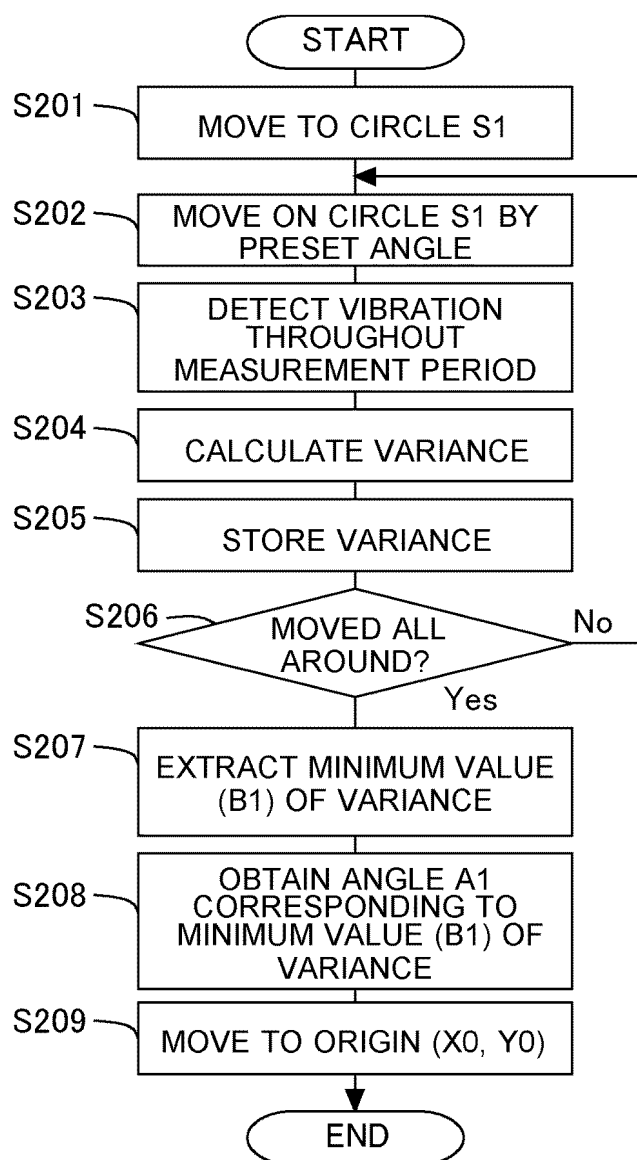 START
S201
MOVE TO CIRCLE S1
S202
MOVE ON CIRCLE S1 BY
PRESET ANGLE
S203
DETECT VIBRATION
THROUGHOUT
MEASUREMENT PERIOD
S204
CALCULATE VARIANCE
S205
STORE VARIANCE
S206
MOVED ALL
AROUND?
No
Yes
S207
EXTRACT MINIMUM VALUE
(B1) OF VARIANCE
S208
OBTAIN ANGLE A1
CORRESPONDING TO
MINIMUM VALUE (B1) OF
VARIANCE
S209
MOVE TO ORIGIN (X0, Y0)
END